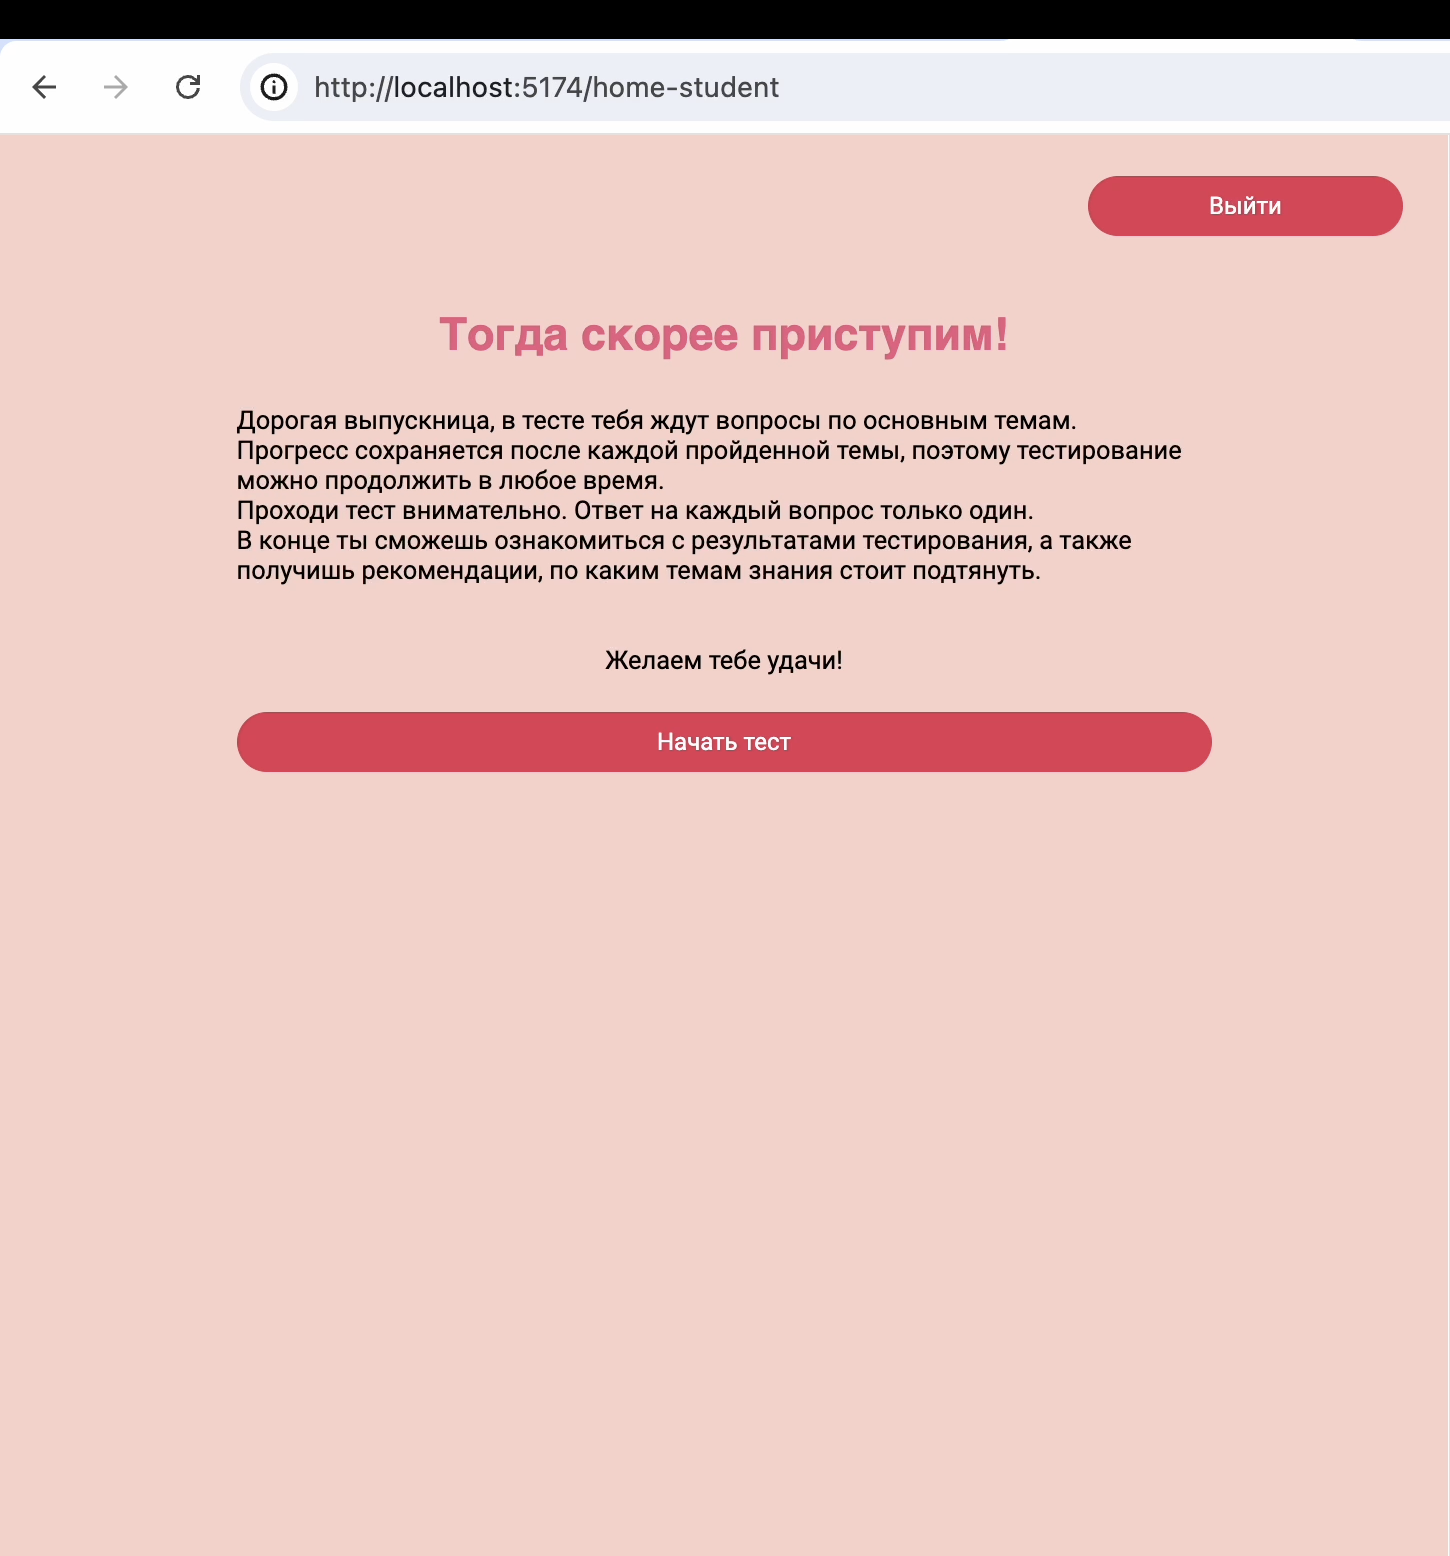 http://localhost:5174/home-student
Выйти
Тогда скорее приступим!
Дорогая выпускница, в тесте тебя ждут вопросы по основным темам.
Прогресс сохраняется после каждой пройденной темы, поэтому тестирование
можно продолжить в любое время.
Проходи тест внимательно. Ответ на каждый вопрос только один.
В конце ты сможешь ознакомиться с результатами тестирования, а также
получишь рекомендации, по каким темам знания стоит подтянуть.
Желаем тебе удачи!
Начать тест